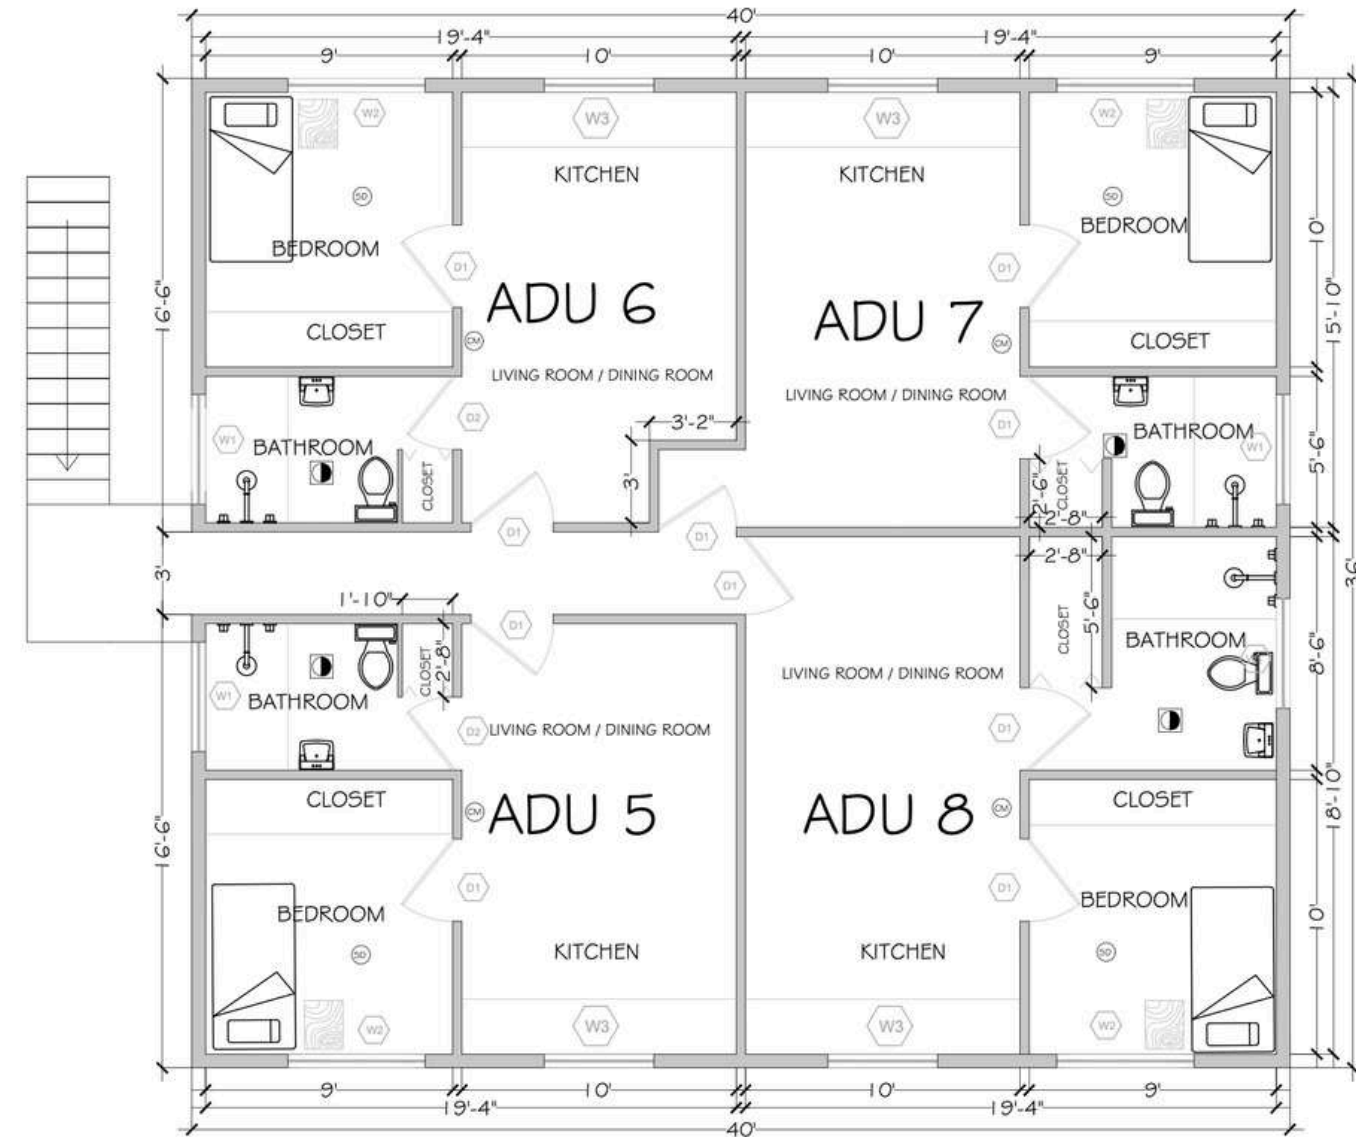 40'
19'-4" 19'-4"
9' 10' 10' 9'
W2 W3 W3 W2
KITCHEN KITCHEN
SD SD
BEDROOM BEDROOM
10'
D1 D1
16'-6" ADU 6 ADU 7 15'-10"
CLOSET CM CM CLOSET
LIVING ROOM / DINING ROOM
LIVING ROOM / DINING ROOM
D2 3'-2" D1
W1 BATHROOM BATHROOM W1
5'-6"
CLOSET 3' 2'-6" CLOSET
2'-8"
D1 D1
2'-8"
3' D1 36'
1'-10"
D1 CLOSET 5'-6"
BATHROOM
8'-6"
CLOSET 2'-8"
LIVING ROOM / DINING ROOM
W1 BATHROOM
D2 LIVING ROOM / DINING ROOM D1
CLOSET CLOSET
CM ADU 5 ADU 8 CM
16'-6" 18'-10"
D1 D1
BEDROOM BEDROOM
10'
SD KITCHEN KITCHEN SD
W2 W3 W3 W2
9' 10' 10' 9'
19'-4" 19'-4"
40'